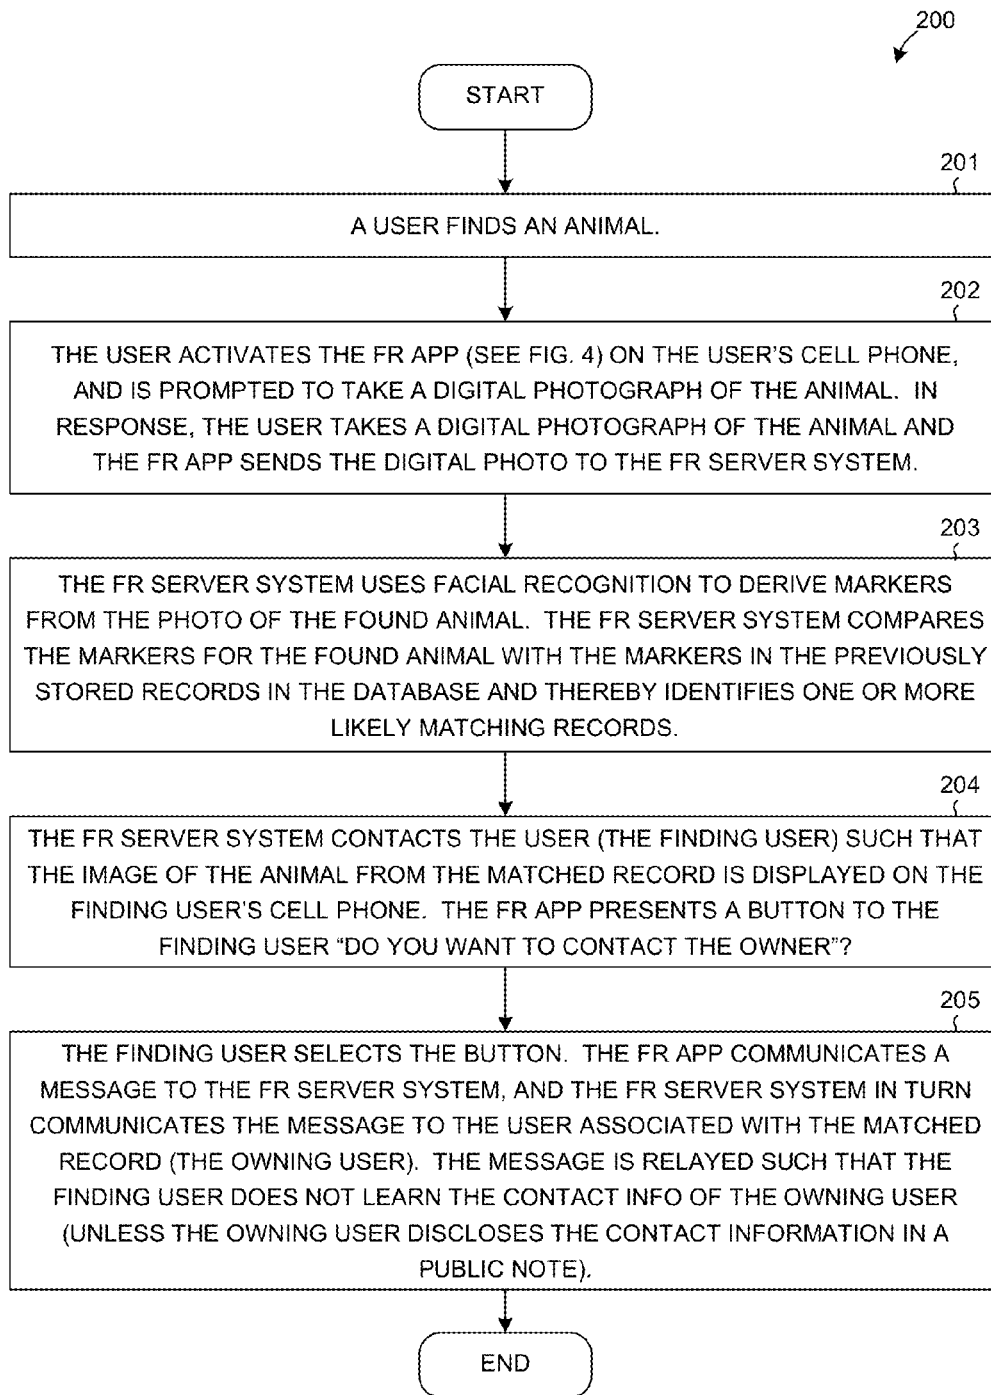 200
START
201
A USER FINDS AN ANIMAL.
202
THE USER ACTIVATES THE FR APP (SEE FIG. 4) ON THE USER'S CELL PHONE,
AND IS PROMPTED TO TAKE A DIGITAL PHOTOGRAPH OF THE ANIMAL. IN
RESPONSE, THE USER TAKES A DIGITAL PHOTOGRAPH OF THE ANIMAL AND
THE FR APP SENDS THE DIGITAL PHOTO TO THE FR SERVER SYSTEM.
203
THE FR SERVER SYSTEM USES FACIAL RECOGNITION TO DERIVE MARKERS
FROM THE PHOTO OF THE FOUND ANIMAL. THE FR SERVER SYSTEM COMPARES
THE MARKERS FOR THE FOUND ANIMAL WITH THE MARKERS IN THE PREVIOUSLY
STORED RECORDS IN THE DATABASE AND THEREBY IDENTIFIES ONE OR MORE
LIKELY MATCHING RECORDS.
204
THE FR SERVER SYSTEM CONTACTS THE USER (THE FINDING USER) SUCH THAT
THE IMAGE OF THE ANIMAL FROM THE MATCHED RECORD IS DISPLAYED ON THE
FINDING USER'S CELL PHONE. THE FR APP PRESENTS A BUTTON TO THE
FINDING USER “DO YOU WANT TO CONTACT THE OWNER”?
205
THE FINDING USER SELECTS THE BUTTON. THE FR APP COMMUNICATES A
MESSAGE TO THE FR SERVER SYSTEM, AND THE FR SERVER SYSTEM IN TURN
COMMUNICATES THE MESSAGE TO THE USER ASSOCIATED WITH THE MATCHED
RECORD (THE OWNING USER). THE MESSAGE IS RELAYED SUCH THAT THE
FINDING USER DOES NOT LEARN THE CONTACT INFO OF THE OWNING USER
(UNLESS THE OWNING USER DISCLOSES THE CONTACT INFORMATION IN A
PUBLIC NOTE).
END